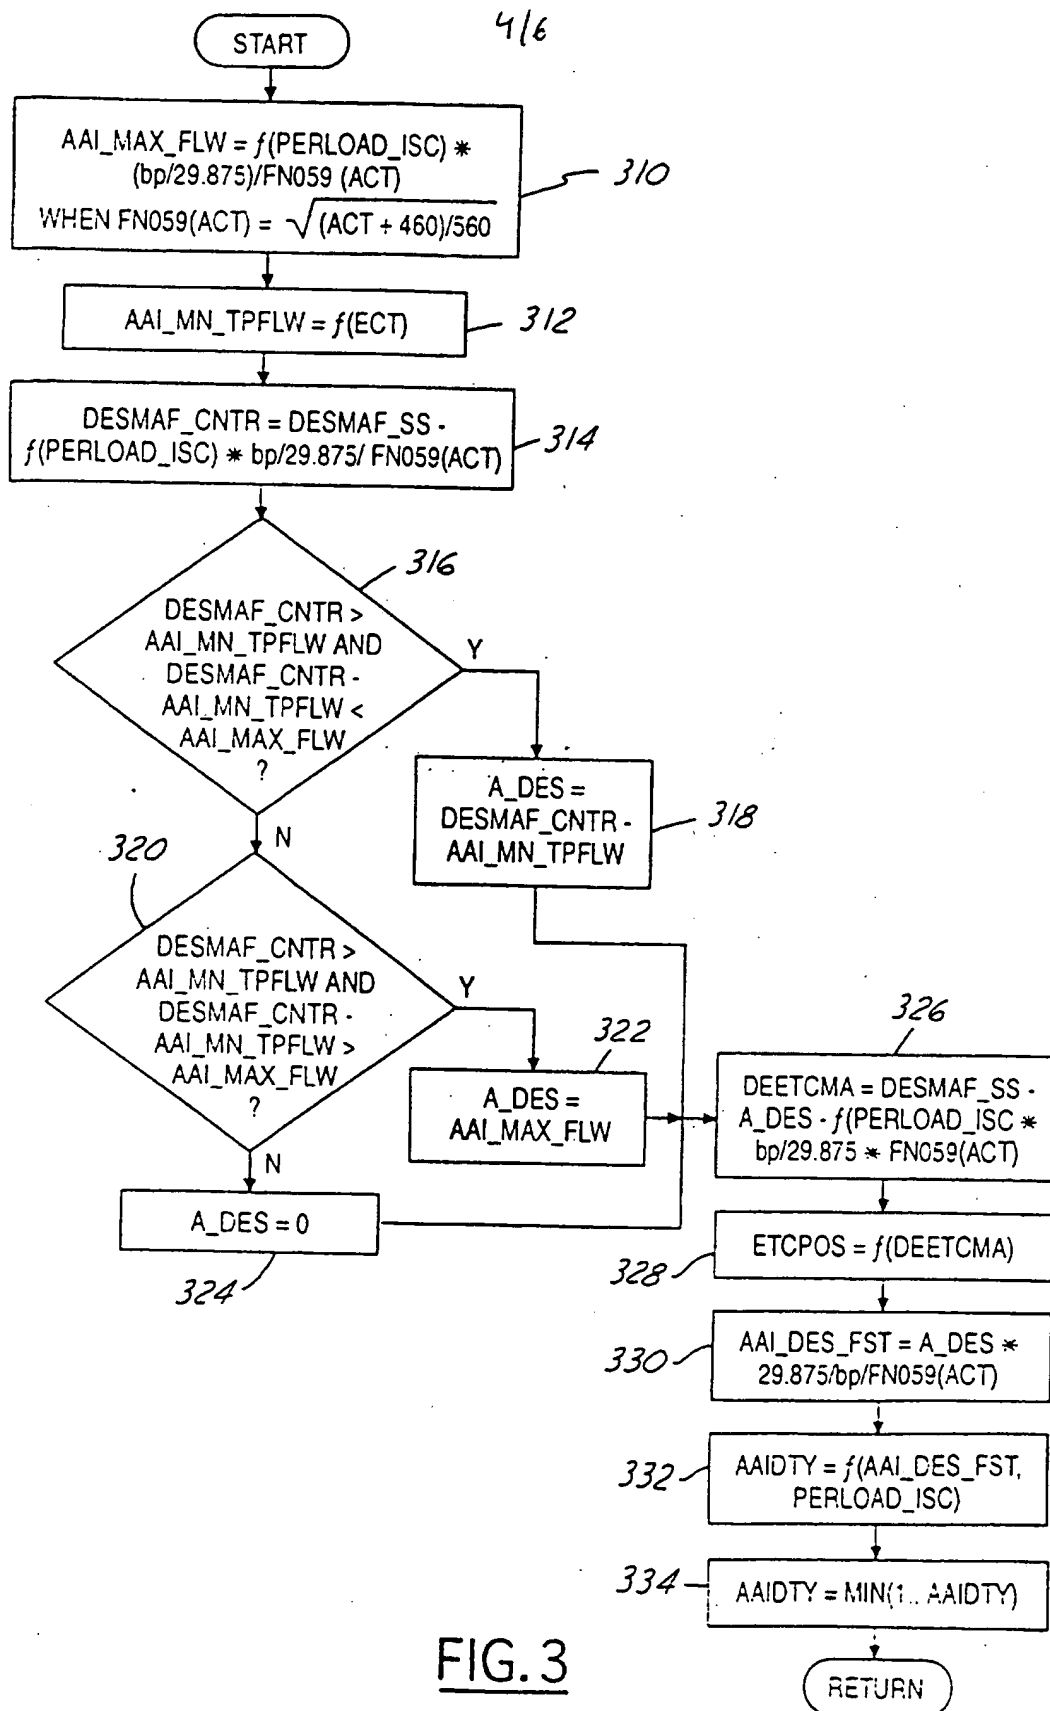 4/6
START
AAI_MAX_FLW = f(PERLOAD_ISC) *
(bp/29.875)/FN059 (ACT)
WHEN FN059(ACT) = √(ACT + 460)/560
310
AAI_MN_TPFLW = f(ECT)
312
DESMAF_CNTR = DESMAF_SS -
f(PERLOAD_ISC) * bp/29.875/ FN059(ACT)
314
316
DESMAF_CNTR >
AAI_MN_TPFLW AND
DESMAF_CNTR -
AAI_MN_TPFLW <
AAI_MAX_FLW
?
Y
N
A_DES =
DESMAF_CNTR -
AAI_MN_TPFLW
318
320
DESMAF_CNTR >
AAI_MN_TPFLW AND
DESMAF_CNTR -
AAI_MN_TPFLW >
AAI_MAX_FLW
?
Y
N
322
A_DES =
AAI_MAX_FLW
A_DES = 0
324
326
DEETCMA = DESMAF_SS -
A_DES - f(PERLOAD_ISC *
bp/29.875 * FN059(ACT)
ETCPOS = f(DEETCMA)
328
AAI_DES_FST = A_DES *
29.875/bp/FN059(ACT)
330
AAIDTY = f(AAI_DES_FST,
PERLOAD_ISC)
332
AAIDTY = MIN(1.. AAIDTY)
334
RETURN
FIG. 3